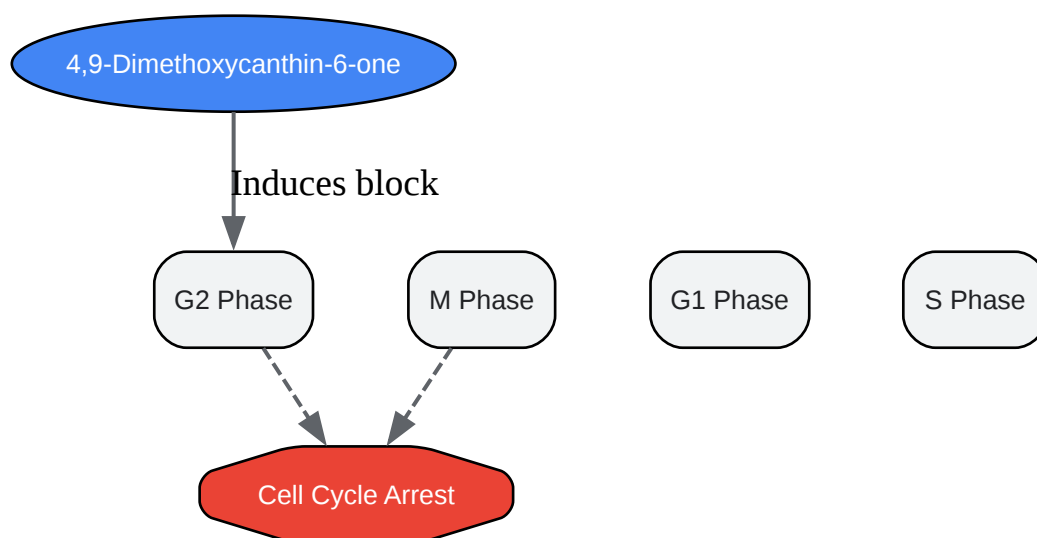 4,9-Dimethoxycanthin-6-one
Induces block
G2 Phase
M Phase
G1 Phase
S Phase
Cell Cycle Arrest